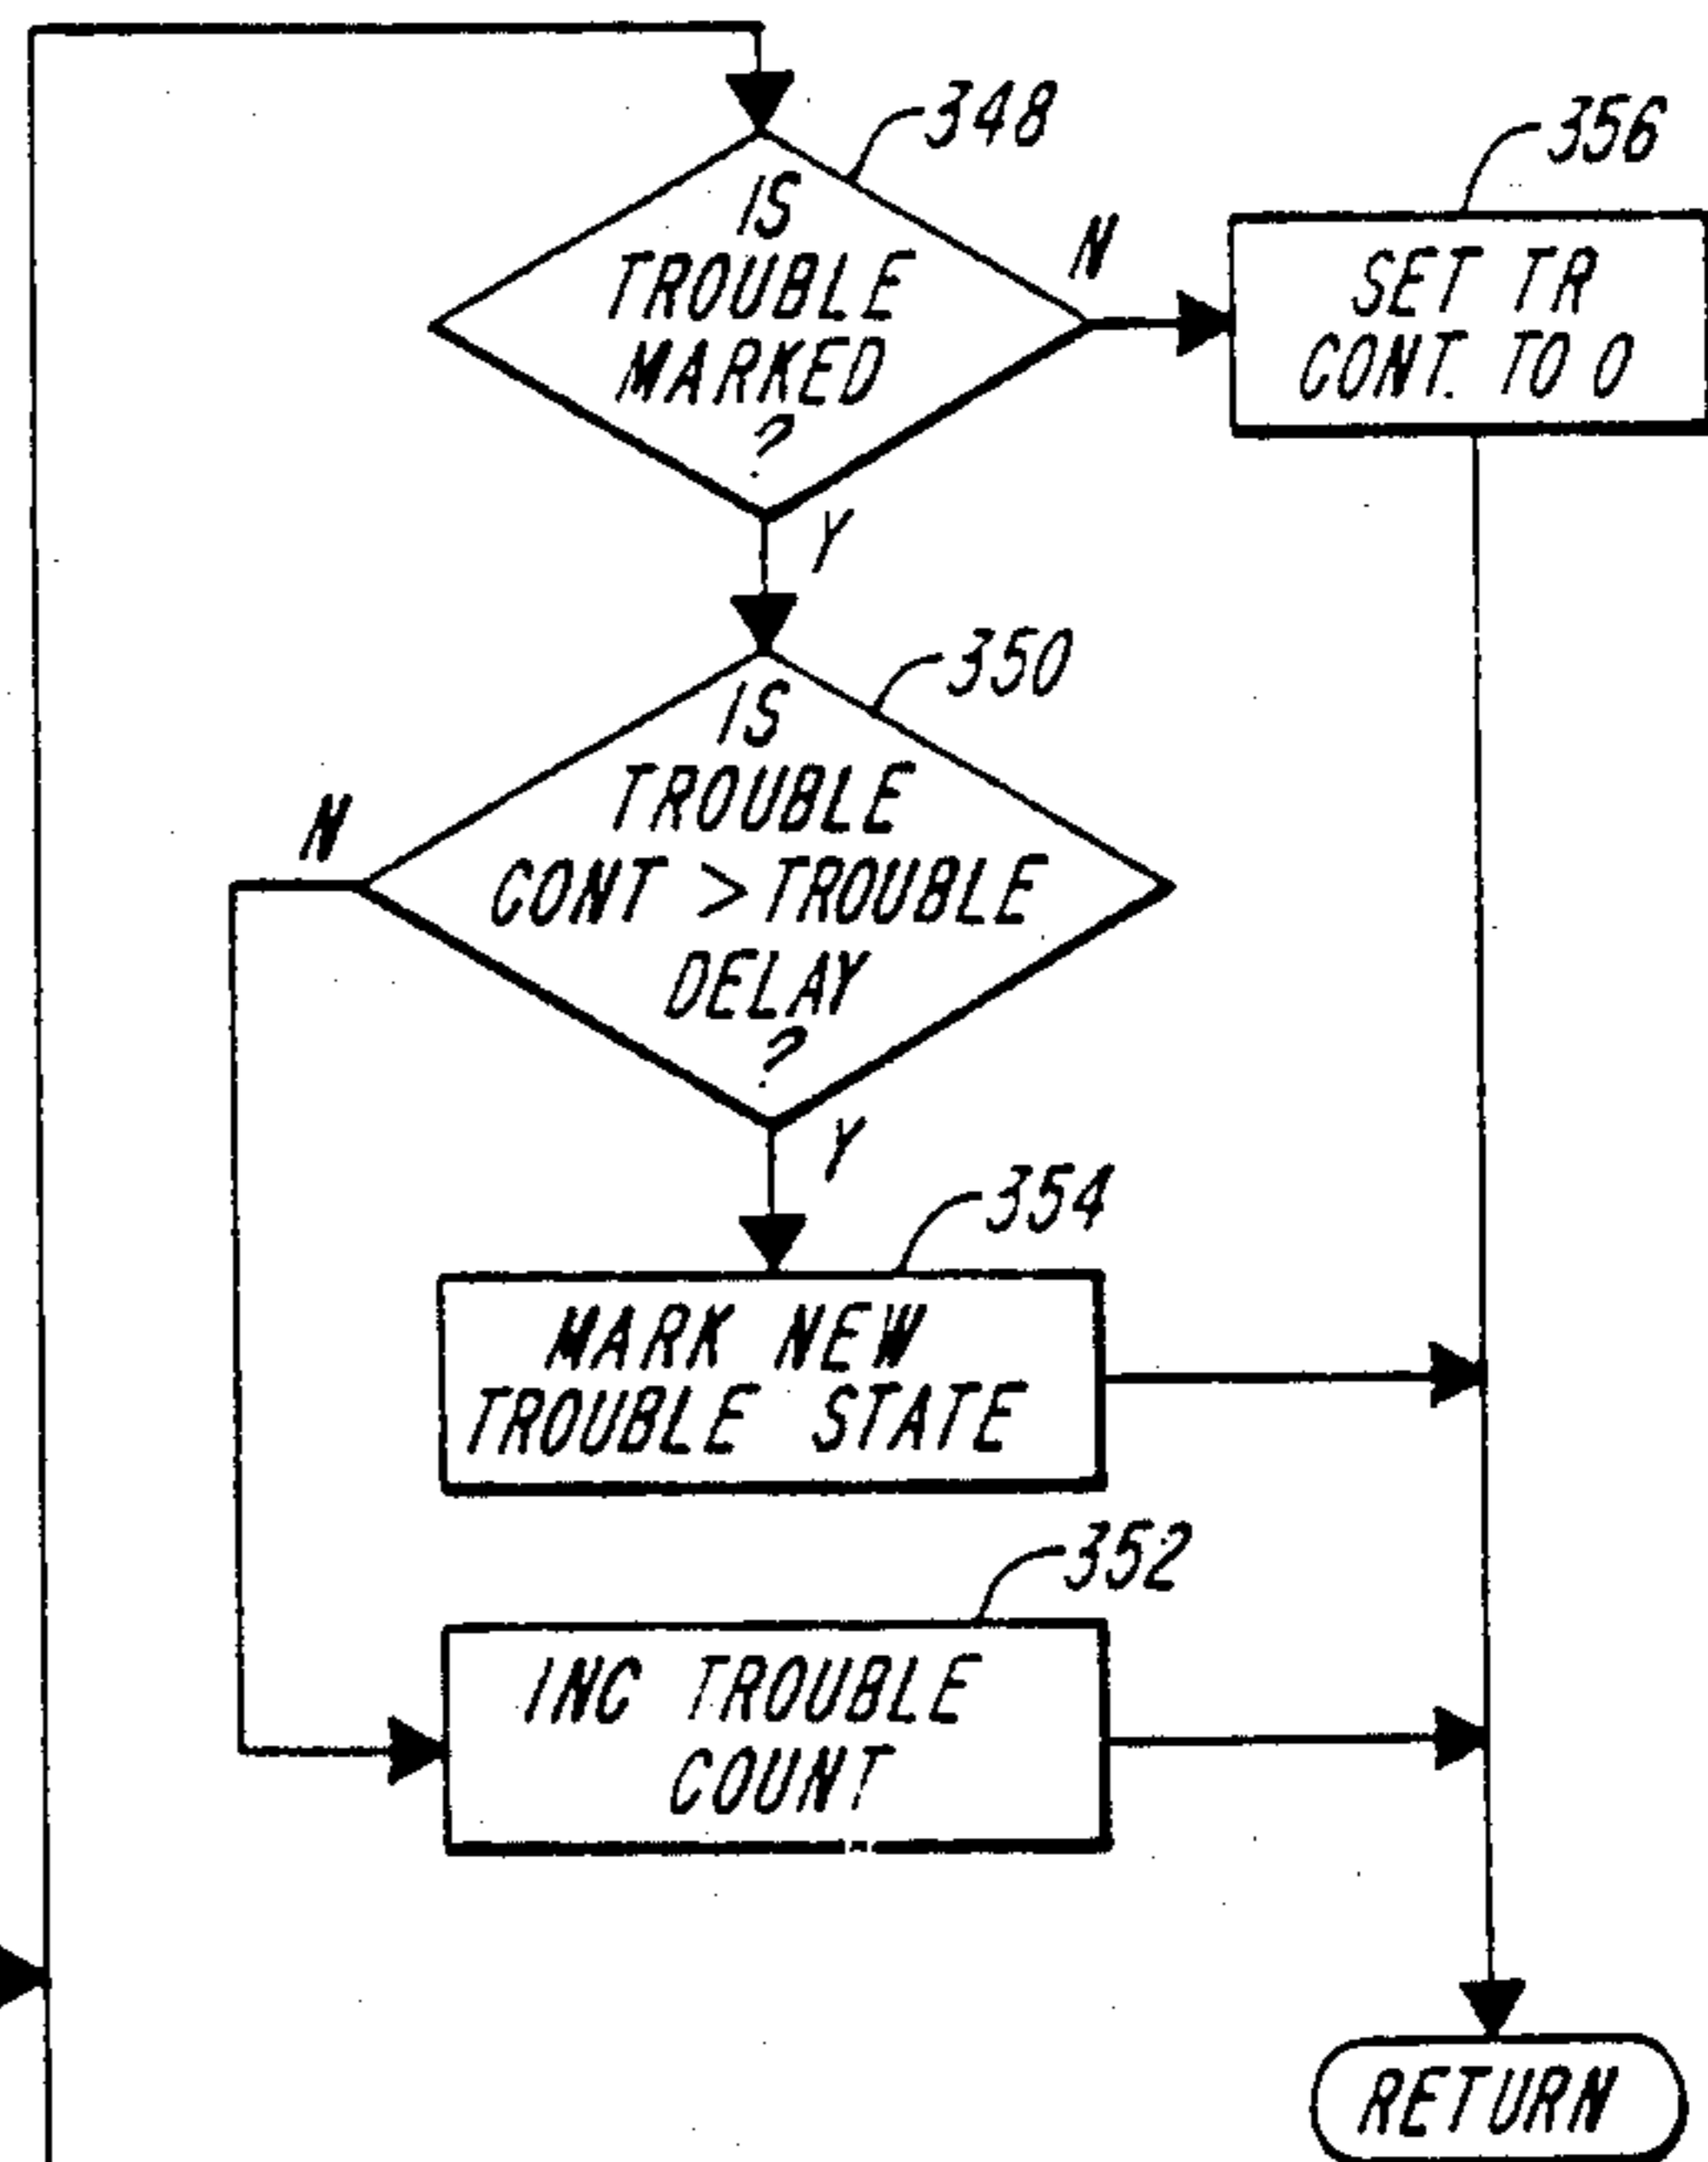 348
IS
TROUBLE
MARKED
?
N
Y
356
SET TR
CONT. TO 0
350
IS
TROUBLE
CONT > TROUBLE
DELAY
?
N
Y
354
MARK NEW
TROUBLE STATE
352
INC TROUBLE
COUNT
RETURN